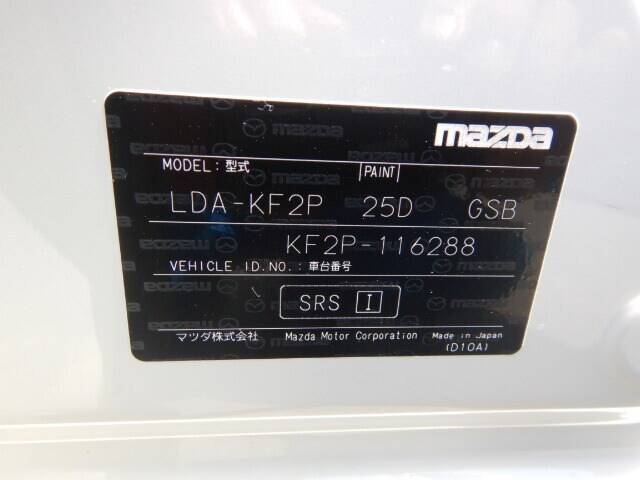 mazda
MODEL: 型式 PAINT
LDA-KF2P 25D GSB
KF2P-116288
VEHICLE ID.NO.: 車台番号
SRS I
マツダ株式会社 Mazda Motor Corporation Made in Japan
(D10A)